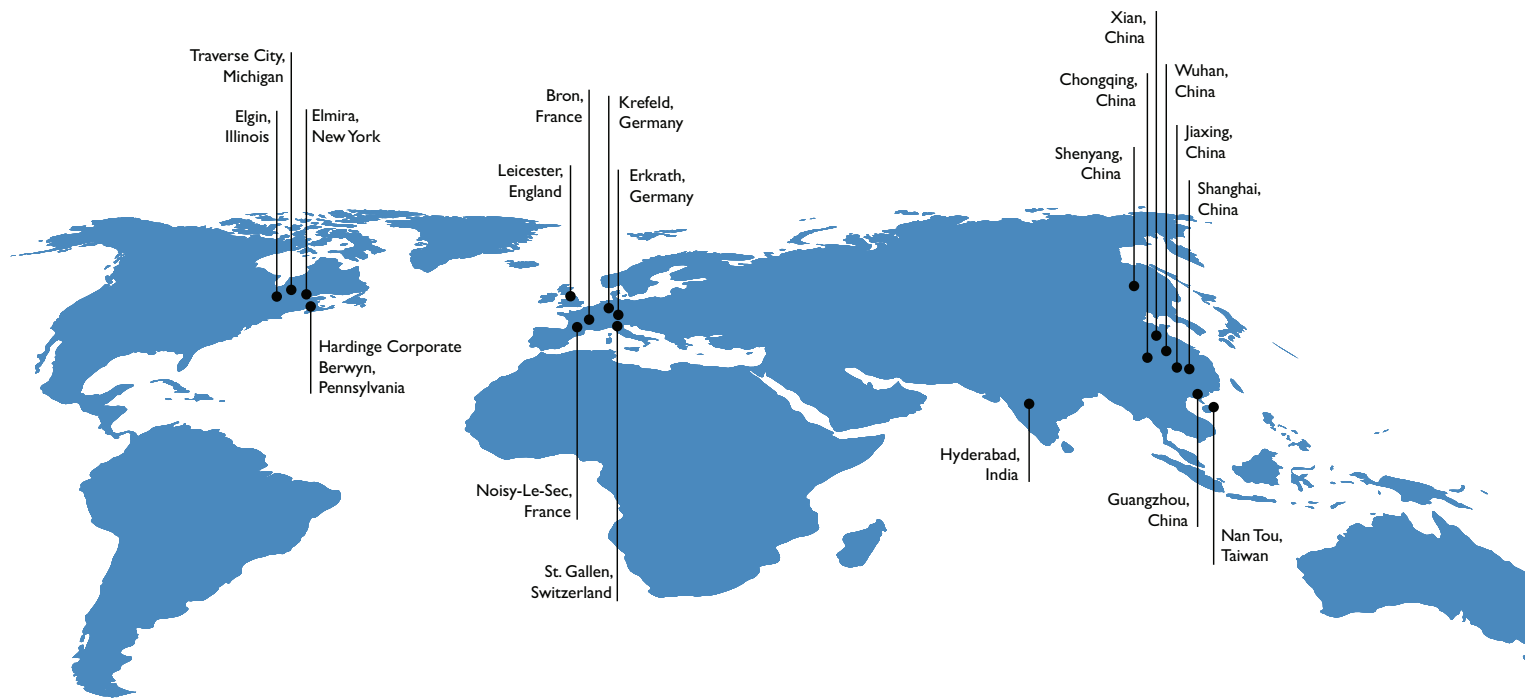 Traverse City,
Michigan
Elgin,
Illinois
Elmira,
New York
Hardinge Corporate
Berwyn,
Pennsylvania
Bron,
France
Krefeld,
Germany
Leicester,
England
Erkrath,
Germany
Noisy-Le-Sec,
France
St. Gallen,
Switzerland
Xian,
China
Chongqing,
China
Wuhan,
China
Jiaxing,
China
Shenyang,
China
Shanghai,
China
Hyderabad,
India
Guangzhou,
China
Nan Tou,
Taiwan